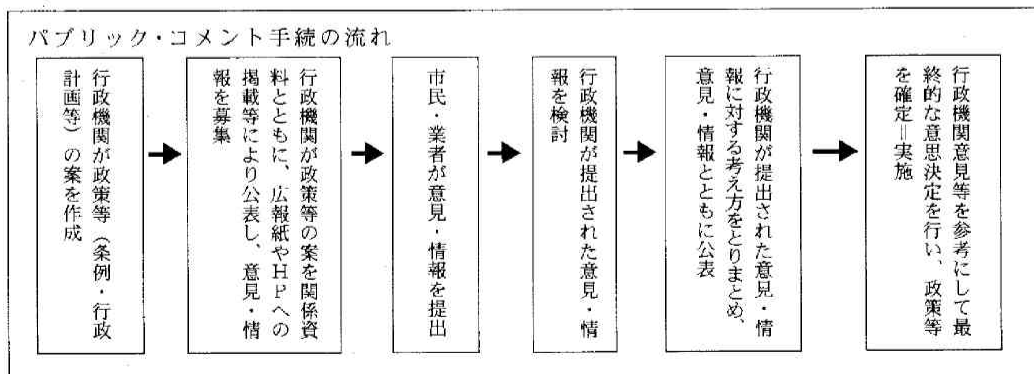 パブリック・コメント手続の流れ
行政機関が政策等（条例・行政
計画等）の案を作成
行政機関が政策等の案を関係資
料とともに、広報紙やＨＰへの
掲載等により公表し、意見・情
報を募集
市民・業者が意見・情報を提出
行政機関が提出された意見・情
報を検討
行政機関が提出された意見・情
報に対する考え方をとりまとめ、
意見・情報とともに公表
行政機関意見等を参考にして最
終的な意思決定を行い、政策等
を確定＝実施